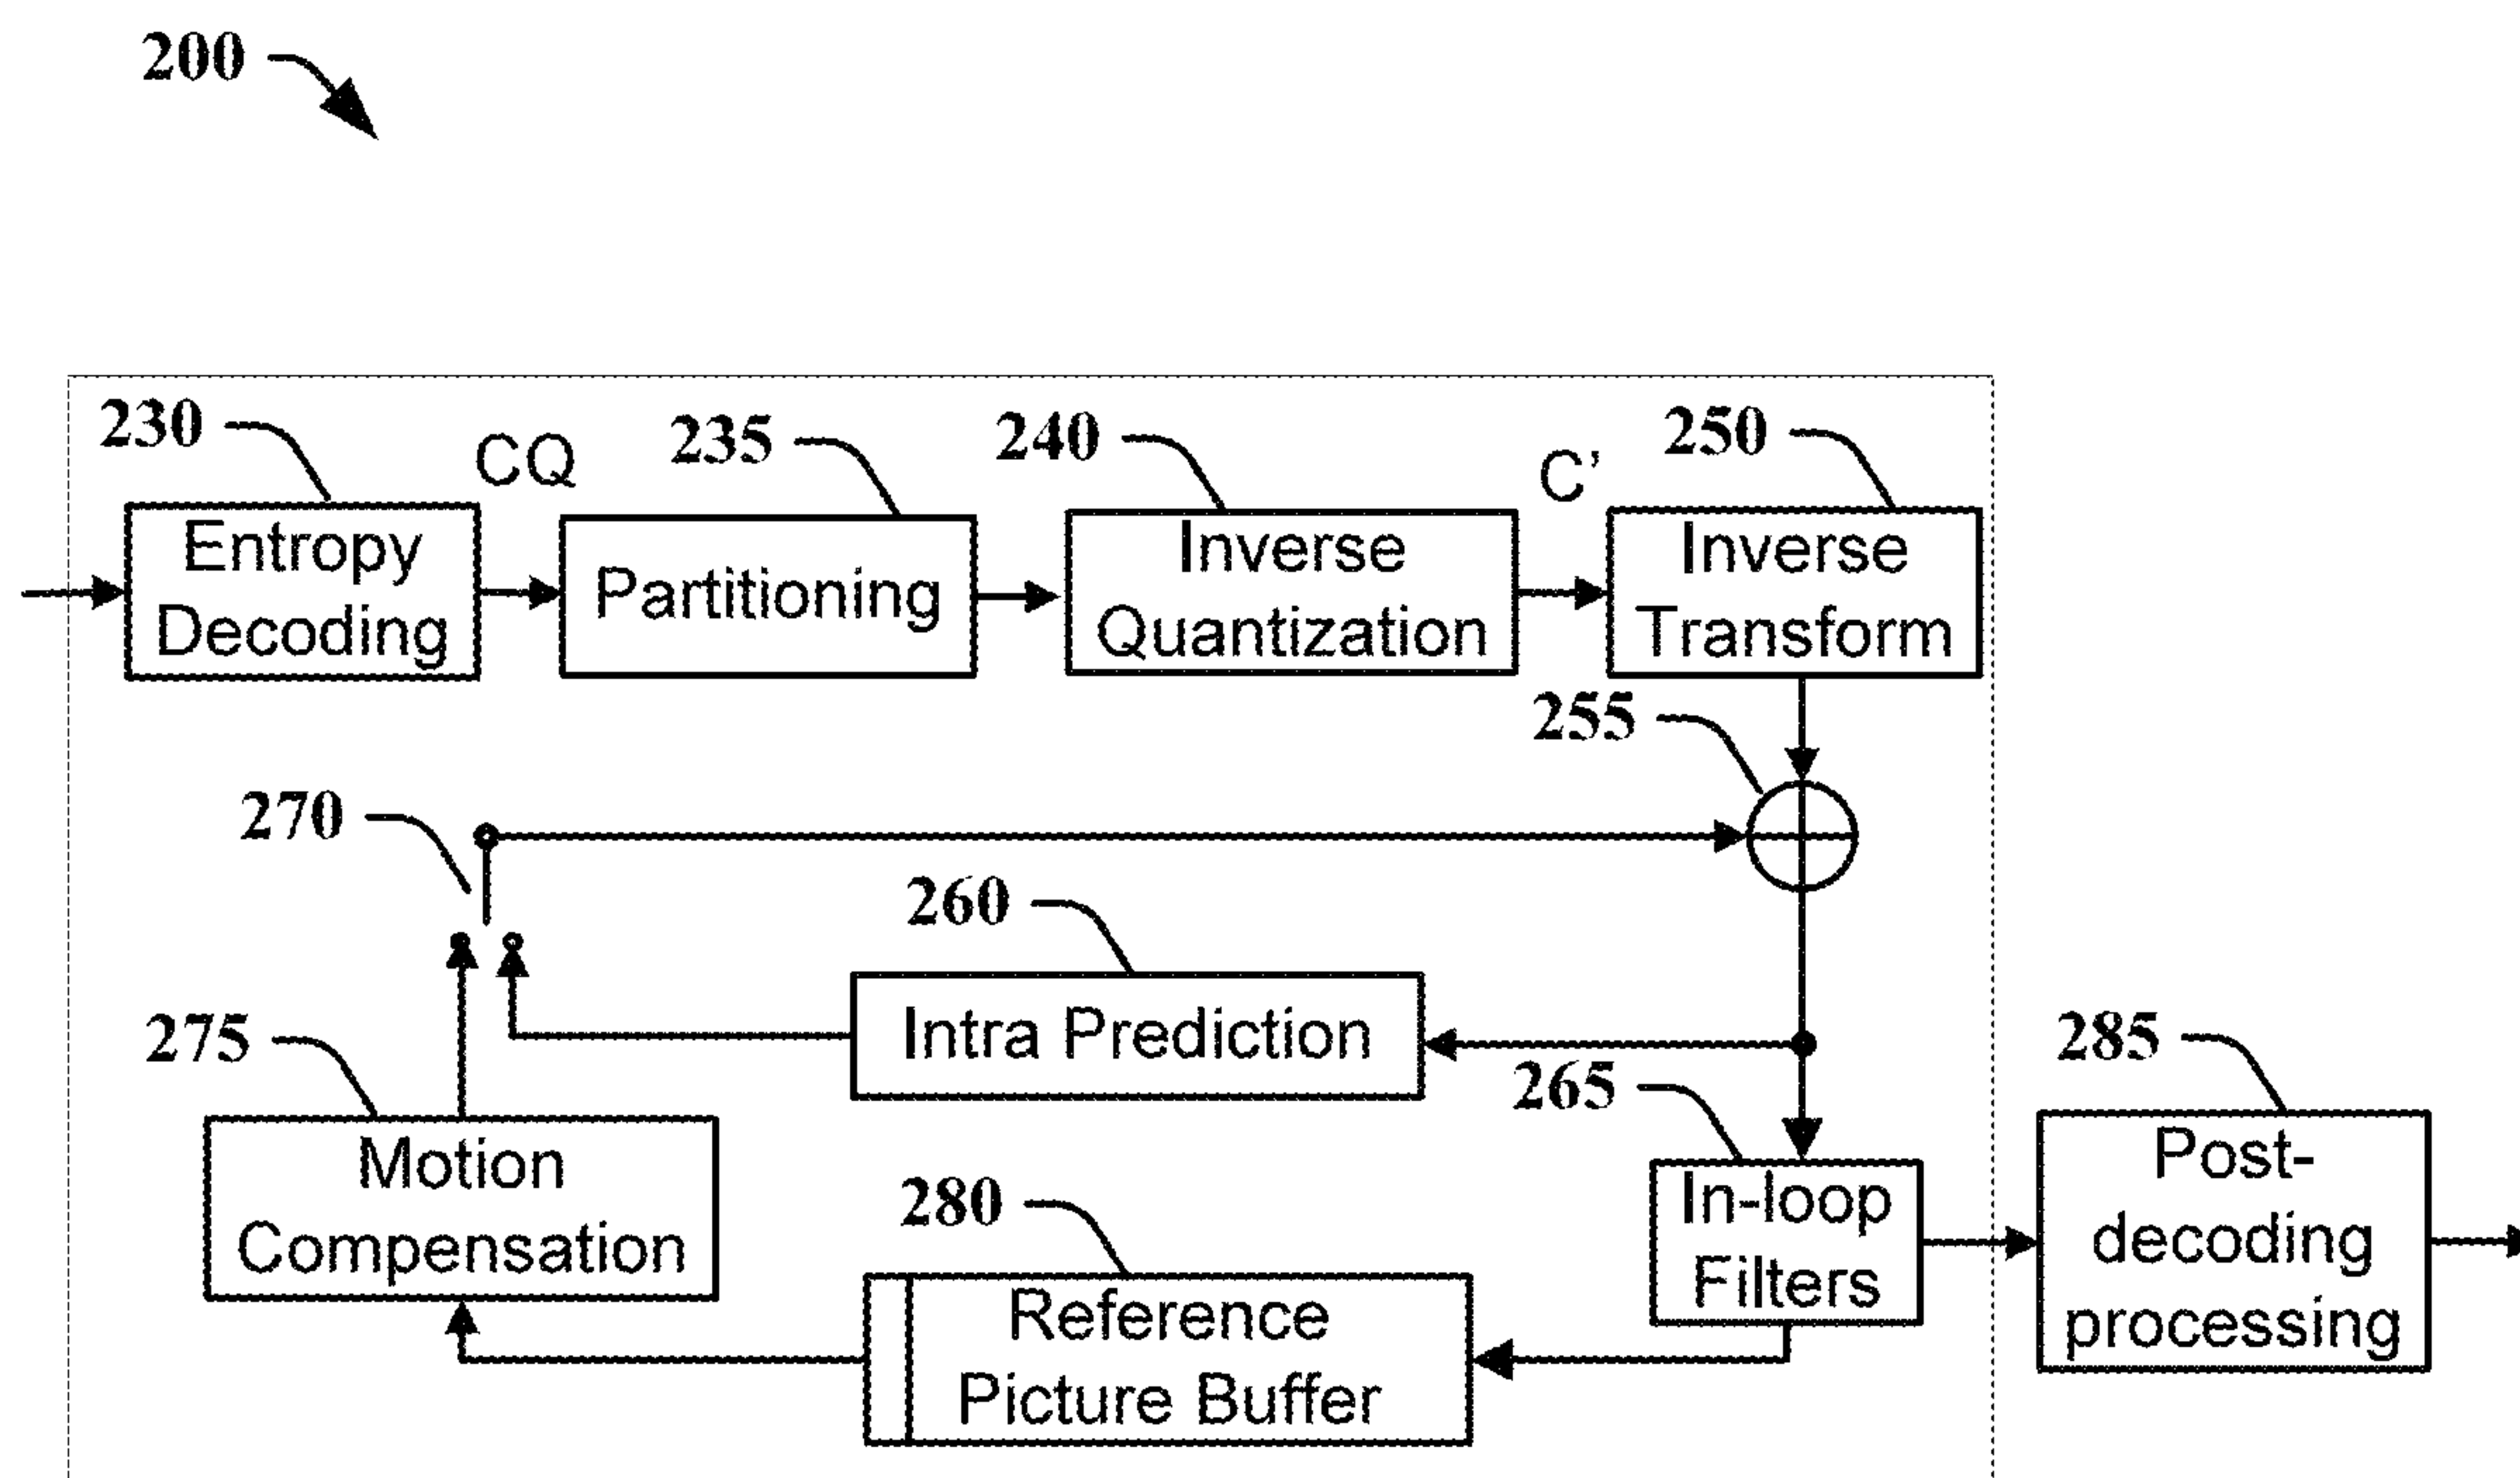 200
230
CQ
235
240
C'
250
Entropy
Decoding
Partitioning
Inverse
Quantization
Inverse
Transform
255
270
260
Intra Prediction
275
Motion
Compensation
265
In-loop
Filters
280
Reference
Picture Buffer
285
Post-
decoding
processing